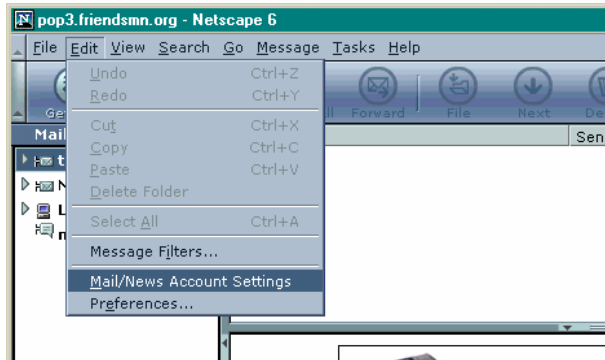 pop3.friendsmn.org - Netscape 6
File Edit View Search Go Message Tasks Help
Forward File Next
Mail
Sen
Undo Ctrl+Z
Redo Ctrl+Y
Cut Ctrl+X
Copy Ctrl+C
Paste Ctrl+V
Delete Folder
Select All Ctrl+A
Message Filters...
Mail/News Account Settings
Preferences...